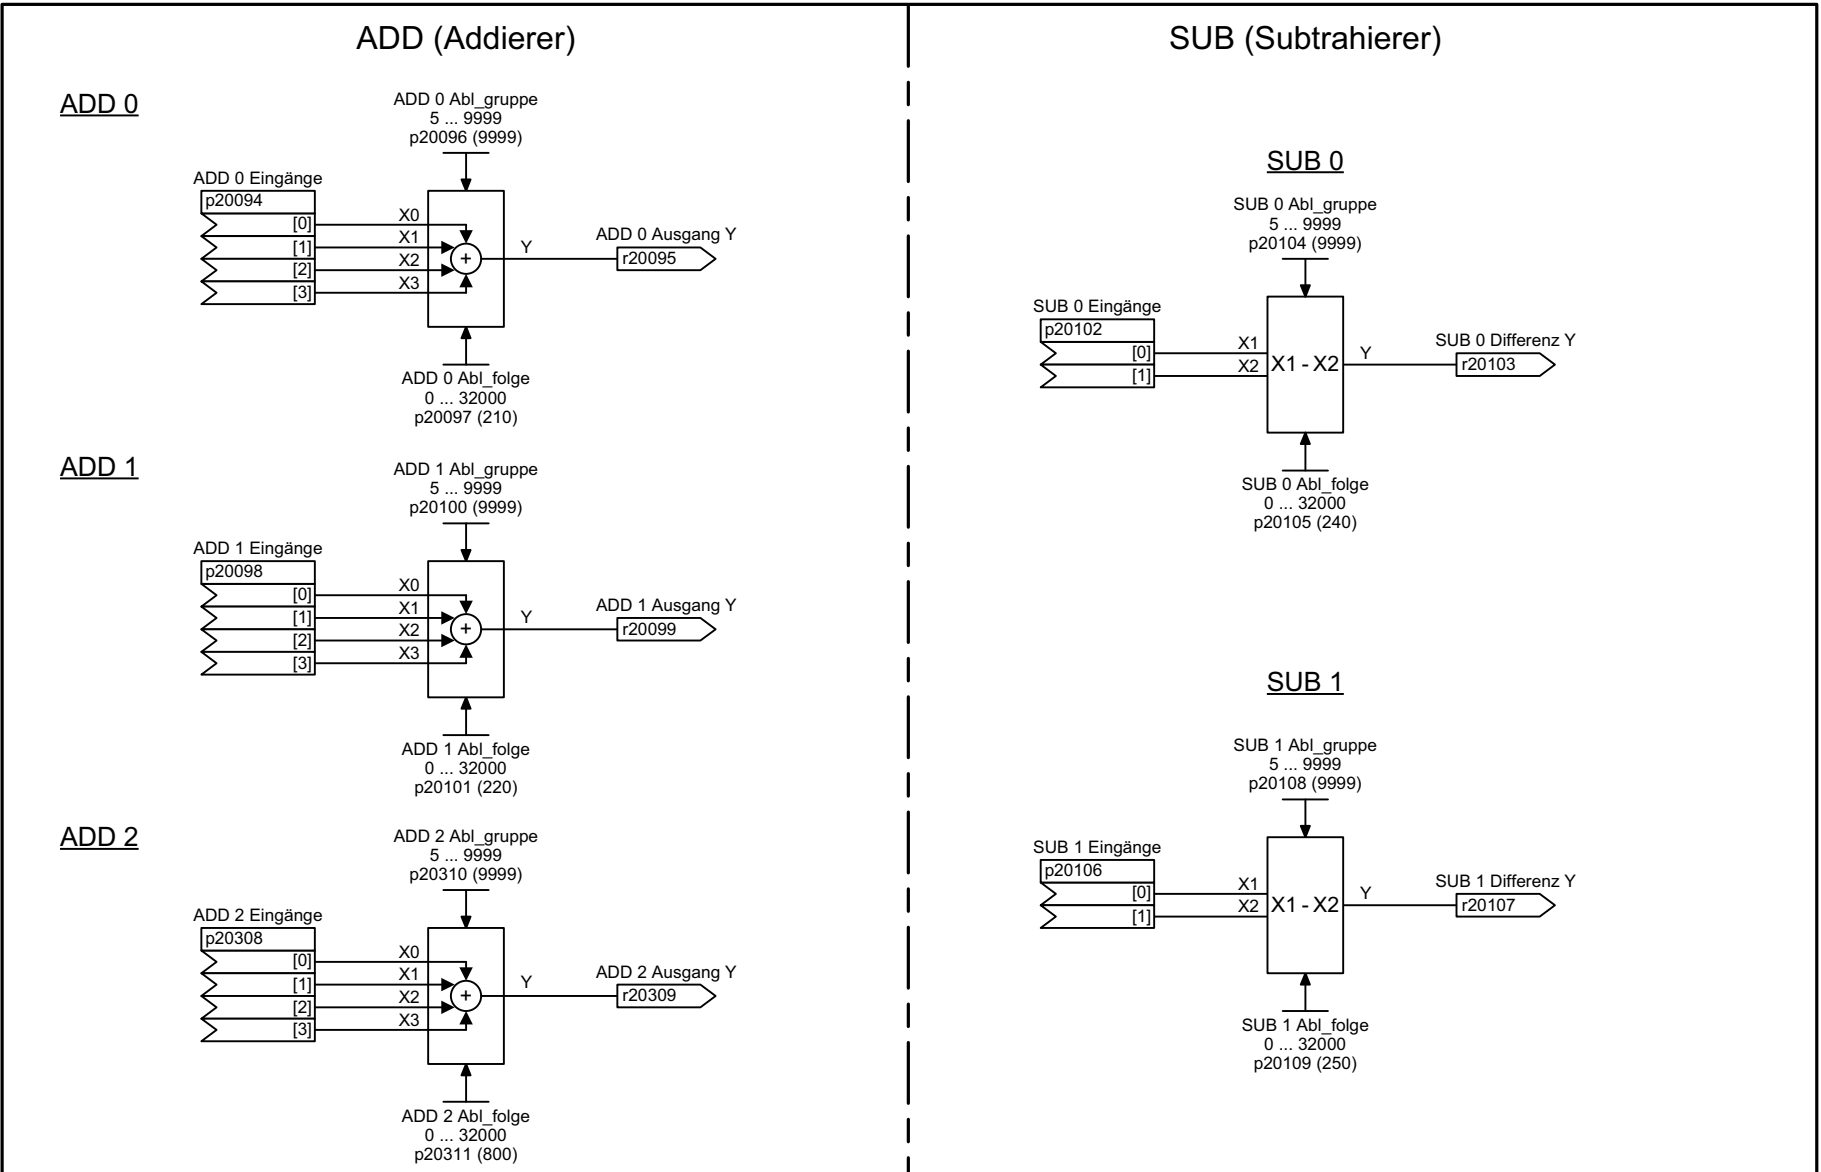 ADD (Addierer)
ADD 0
ADD 0 Abl_gruppe
5 ... 9999
p20096 (9999)
ADD 0 Eingänge
p20094
[0]
[1]
[2]
[3]
X0
X1
X2
X3
+
Y
ADD 0 Ausgang Y
r20095
ADD 0 Abl_folge
0 ... 32000
p20097 (210)
ADD 1
ADD 1 Abl_gruppe
5 ... 9999
p20100 (9999)
ADD 1 Eingänge
p20098
[0]
[1]
[2]
[3]
X0
X1
X2
X3
+
Y
ADD 1 Ausgang Y
r20099
ADD 1 Abl_folge
0 ... 32000
p20101 (220)
ADD 2
ADD 2 Abl_gruppe
5 ... 9999
p20310 (9999)
ADD 2 Eingänge
p20308
[0]
[1]
[2]
[3]
X0
X1
X2
X3
+
Y
ADD 2 Ausgang Y
r20309
ADD 2 Abl_folge
0 ... 32000
p20311 (800)
SUB (Subtrahierer)
SUB 0
SUB 0 Abl_gruppe
5 ... 9999
p20104 (9999)
SUB 0 Eingänge
p20102
[0]
[1]
X1
X2
X1 - X2
Y
SUB 0 Differenz Y
r20103
SUB 0 Abl_folge
0 ... 32000
p20105 (240)
SUB 1
SUB 1 Abl_gruppe
5 ... 9999
p20108 (9999)
SUB 1 Eingänge
p20106
[0]
[1]
X1
X2
X1 - X2
Y
SUB 1 Differenz Y
r20107
SUB 1 Abl_folge
0 ... 32000
p20109 (250)